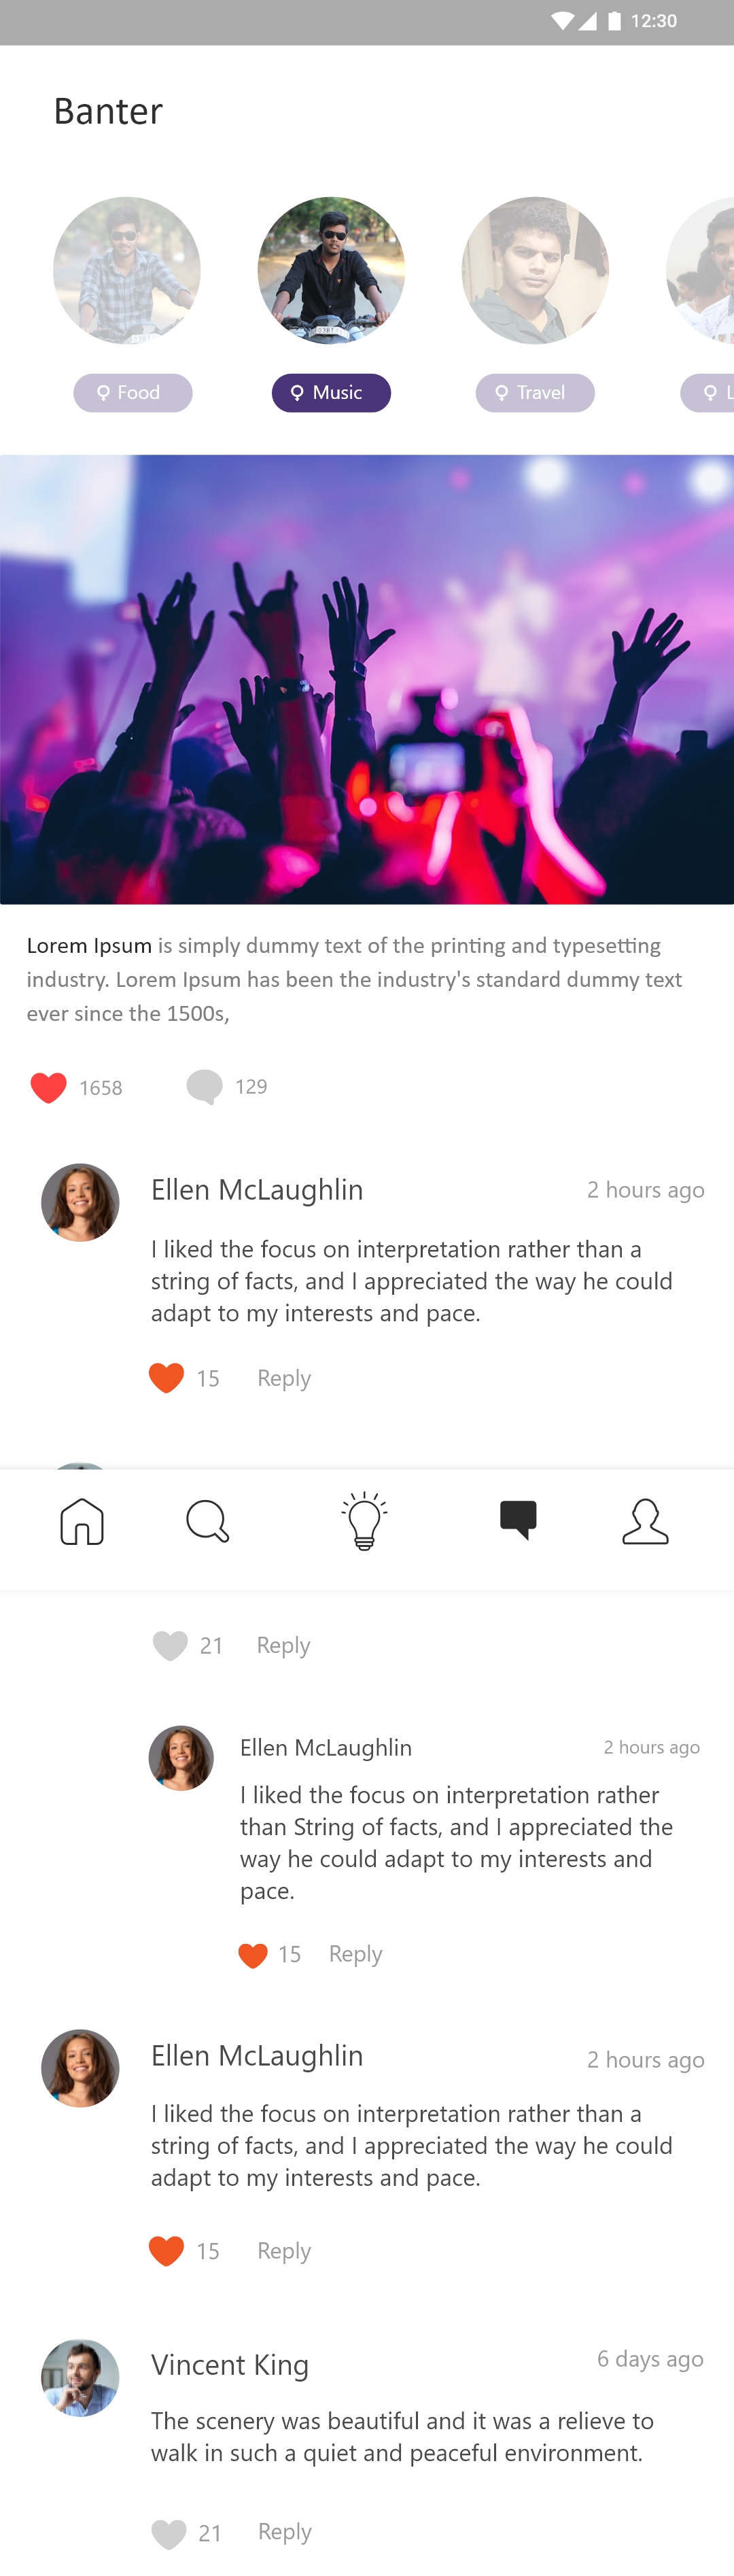 12:30
Banter
Food
Music
Travel
L
Lorem Ipsum is simply dummy text of the printing and typesetting
industry. Lorem Ipsum has been the industry's standard dummy text
ever since the 1500s,
1658
129
Ellen McLaughlin
2 hours ago
I liked the focus on interpretation rather than a
string of facts, and I appreciated the way he could
adapt to my interests and pace.
15
Reply
21
Reply
Ellen McLaughlin
2 hours ago
I liked the focus on interpretation rather
than String of facts, and I appreciated the
way he could adapt to my interests and
pace.
15
Reply
Ellen McLaughlin
2 hours ago
I liked the focus on interpretation rather than a
string of facts, and I appreciated the way he could
adapt to my interests and pace.
15
Reply
Vincent King
6 days ago
The scenery was beautiful and it was a relieve to
walk in such a quiet and peaceful environment.
21
Reply